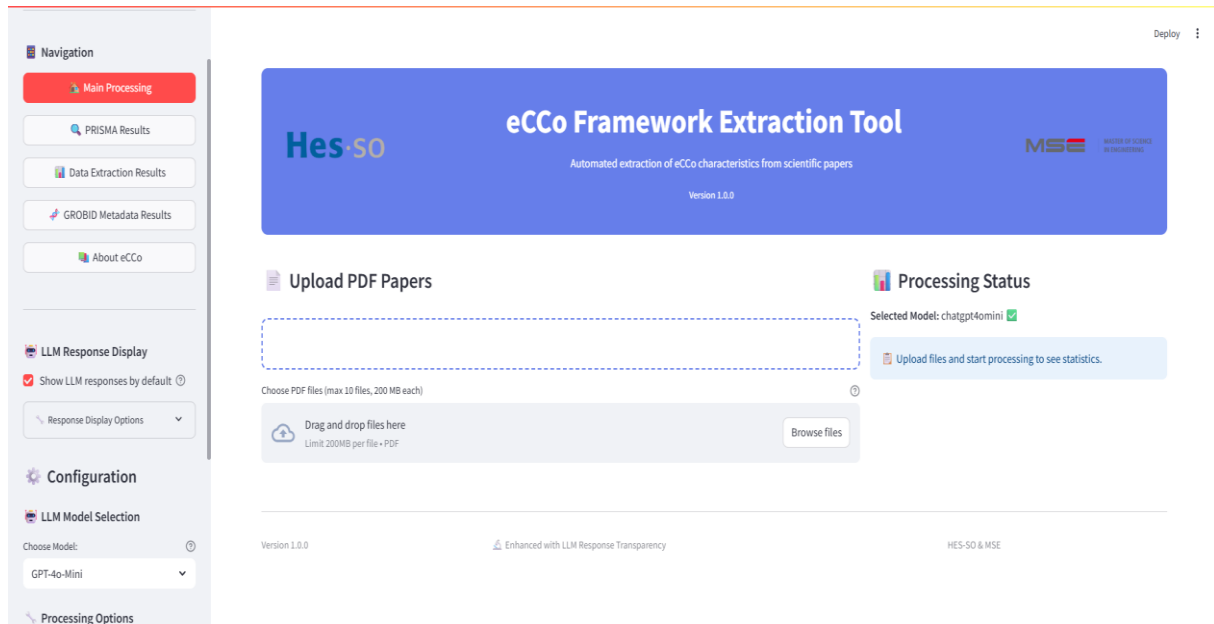 Deploy
Navigation
Main Processing
PRISMA Results
Data Extraction Results
GROBID Metadata Results
About eCCo
LLM Response Display
Show LLM responses by default
Response Display Options
Configuration
LLM Model Selection
Choose Model:
GPT-4o-Mini
Processing Options
Hes·so
eCCo Framework Extraction Tool
Automated extraction of eCCo characteristics from scientific papers
Version 1.0.0
MSE
MASTER OF SCIENCE
IN ENGINEERING
Upload PDF Papers
Choose PDF files (max 10 files, 200 MB each)
Drag and drop files here
Limit 200MB per file • PDF
Browse files
Processing Status
Selected Model: chatgpt4omini
Upload files and start processing to see statistics.
Version 1.0.0
Enhanced with LLM Response Transparency
HES-SO & MSE